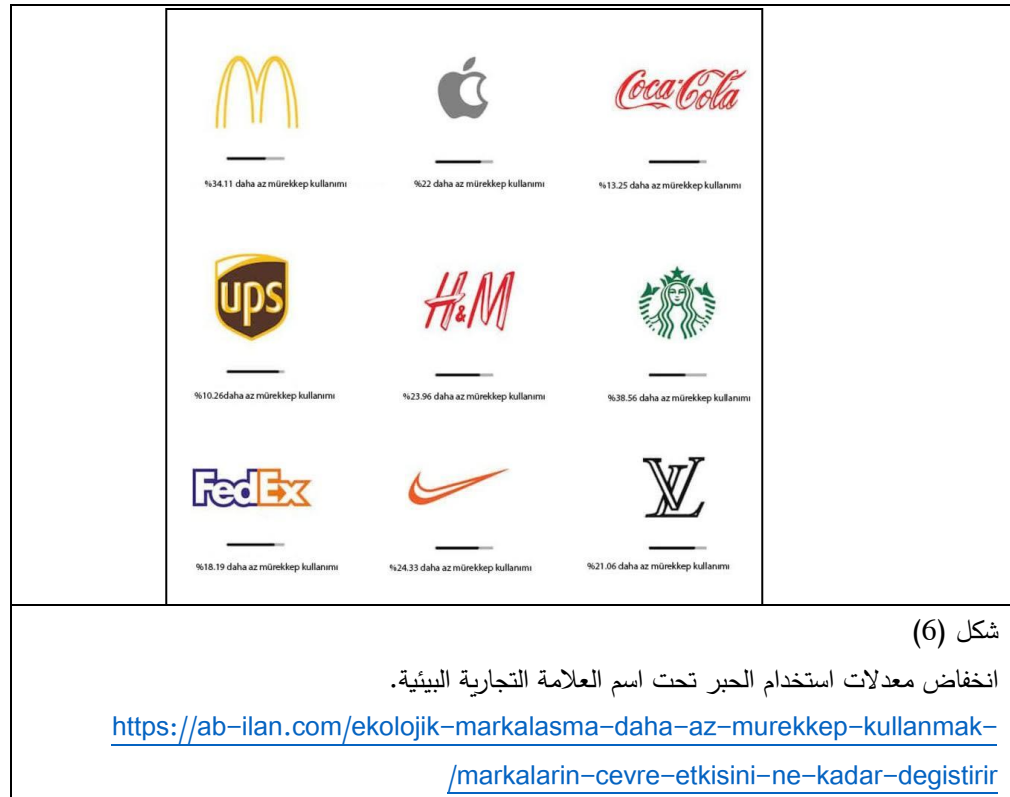 Coca-Cola
%34.11 daha az mürekkep kullanımı
%22 daha az mürekkep kullanımı
%13.25 daha az mürekkep kullanımı
ups
H&M
%10.26daha az mürekkep kullanımı
%23.96 daha az mürekkep kullanımı
%38.56 daha az mürekkep kullanımı
FedEx
LV
%18.19 daha az mürekkep kullanımı
%24.33 daha az mürekkep kullanımı
%21.06 daha az mürekkep kullanımı
شكل (6)
انخفاض معدلات استخدام الحبر تحت اسم العلامة التجارية البيئية.
https://ab-ilan.com/ekolojik-markalasma-daha-az-murekkep-kullanmak-
/markalarin-cevre-etkisini-ne-kadar-degistirir